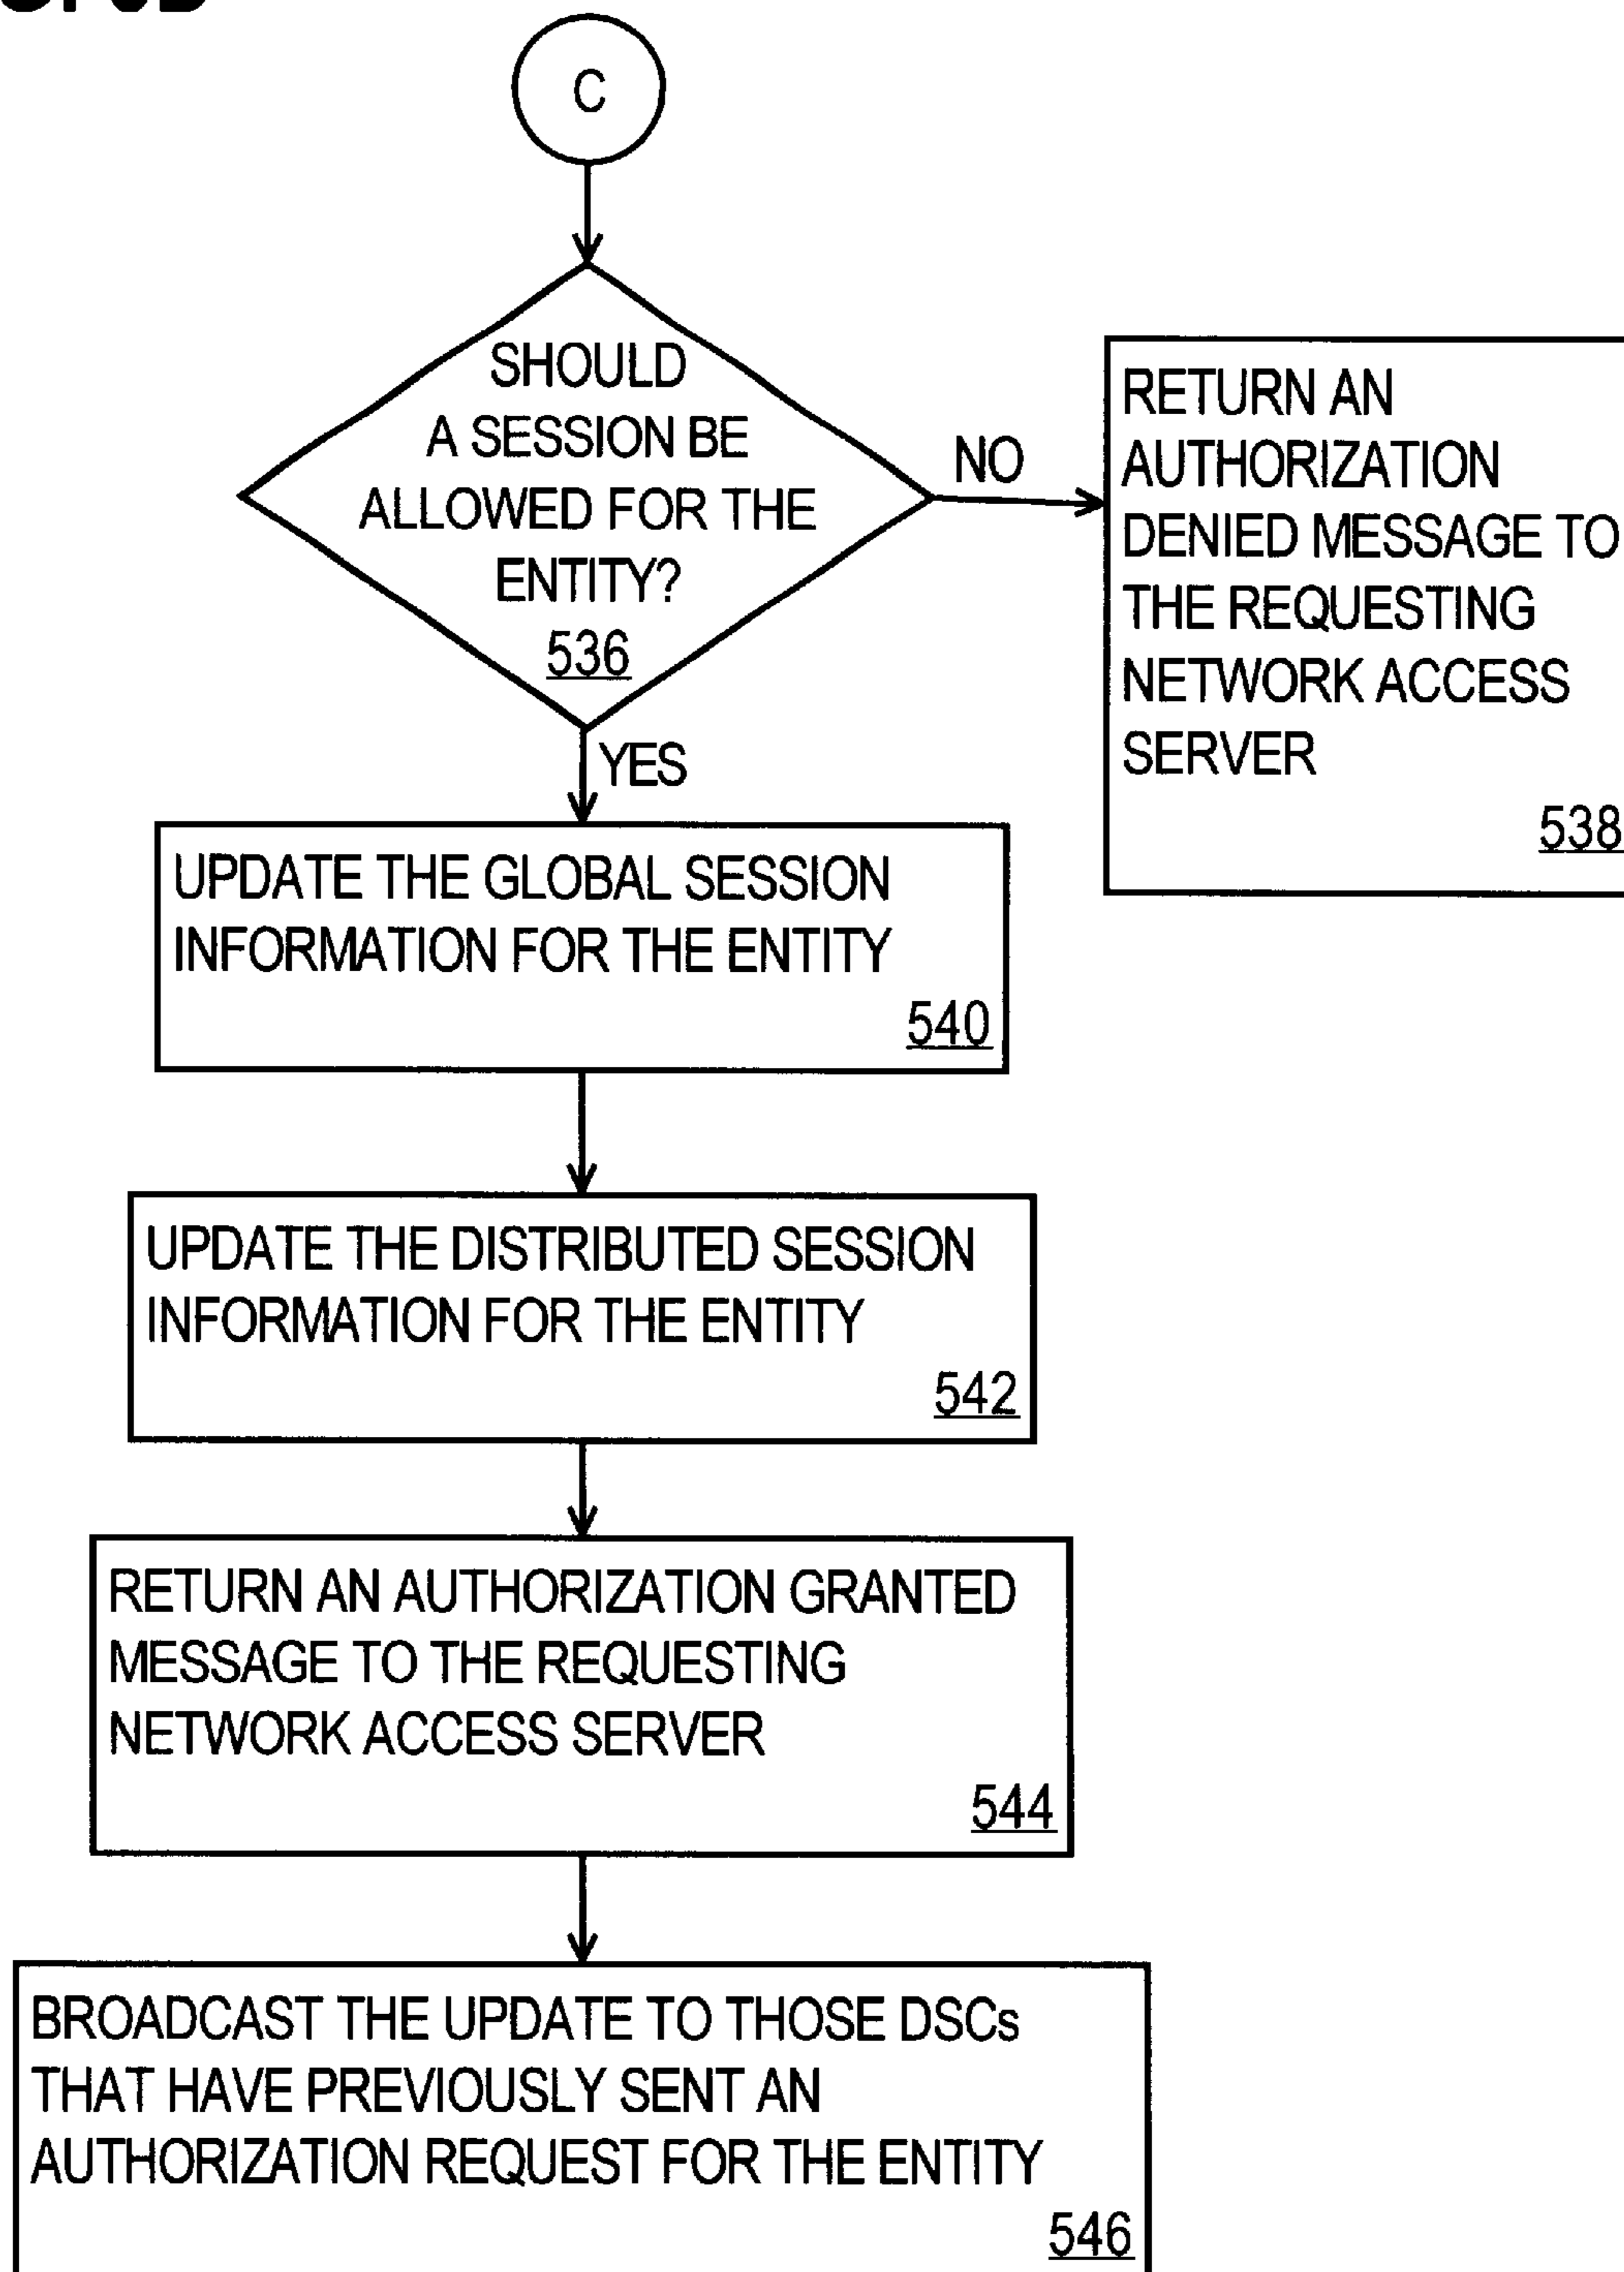 C
SHOULD
A SESSION BE
ALLOWED FOR THE
ENTITY?
536
NO
RETURN AN
AUTHORIZATION
DENIED MESSAGE TO
THE REQUESTING
NETWORK ACCESS
SERVER
538
YES
UPDATE THE GLOBAL SESSION
INFORMATION FOR THE ENTITY
540
UPDATE THE DISTRIBUTED SESSION
INFORMATION FOR THE ENTITY
542
RETURN AN AUTHORIZATION GRANTED
MESSAGE TO THE REQUESTING
NETWORK ACCESS SERVER
544
BROADCAST THE UPDATE TO THOSE DSCs
THAT HAVE PREVIOUSLY SENT AN
AUTHORIZATION REQUEST FOR THE ENTITY
546